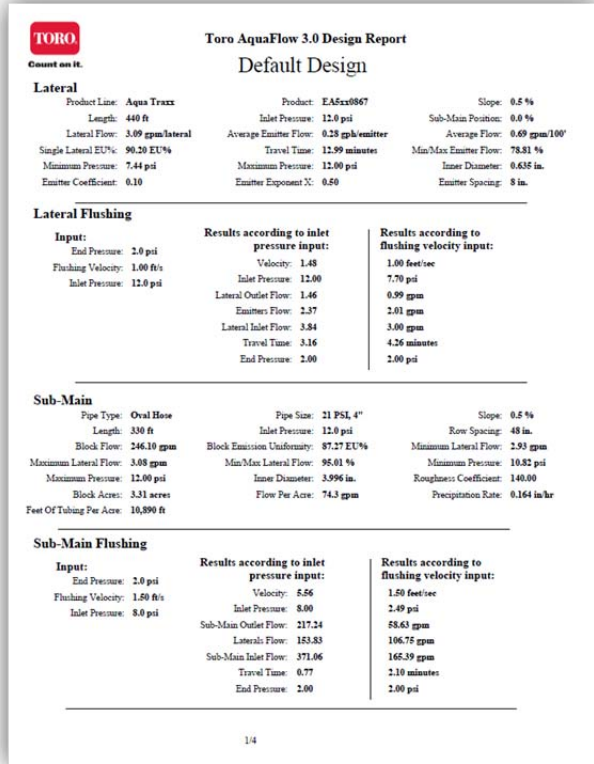 TORO.
Count on it.
Toro AquaFlow 3.0 Design Report
Default Design
Lateral
Product Line: Aqua Traxx Product: EA5xx0867 Slope: 0.5 %
Length: 440 ft Inlet Pressure: 12.0 psi Sub-Main Position: 0.0 %
Lateral Flow: 3.09 gpm/lateral Average Emitter Flow: 0.28 gph/emitter Average Flow: 0.69 gpm/100'
Single Lateral EU%: 90.20 EU% Travel Time: 12.99 minutes Min/Max Emitter Flow: 78.81 %
Minimum Pressure: 7.44 psi Maximum Pressure: 12.00 psi Inner Diameter: 0.635 in.
Emitter Coefficient: 0.10 Emitter Exponent X: 0.50 Emitter Spacing: 8 in.
Lateral Flushing
Input:
End Pressure: 2.0 psi
Flushing Velocity: 1.00 ft/s
Inlet Pressure: 12.0 psi
Results according to inlet
pressure input:
Velocity: 1.48
Inlet Pressure: 12.00
Lateral Outlet Flow: 1.46
Emitters Flow: 2.37
Lateral Inlet Flow: 3.84
Travel Time: 3.16
End Pressure: 2.00
Results according to
flushing velocity input:
1.00 feet/sec
7.70 psi
0.99 gpm
2.01 gpm
3.00 gpm
4.26 minutes
2.00 psi
Sub-Main
Pipe Type: Oval Hose Pipe Size: 21 PSI, 4" Slope: 0.5 %
Length: 330 ft Inlet Pressure: 12.0 psi Row Spacing: 48 in.
Block Flow: 246.10 gpm Block Emission Uniformity: 87.27 EU% Minimum Lateral Flow: 2.93 gpm
Maximum Lateral Flow: 3.08 gpm Min/Max Lateral Flow: 95.01 % Minimum Pressure: 10.82 psi
Maximum Pressure: 12.00 psi Inner Diameter: 3.996 in. Roughness Coefficient: 140.00
Block Acres: 3.31 acres Flow Per Acre: 74.3 gpm Precipitation Rate: 0.164 in/hr
Feet Of Tubing Per Acre: 10,890 ft
Sub-Main Flushing
Input:
End Pressure: 2.0 psi
Flushing Velocity: 1.50 ft/s
Inlet Pressure: 8.0 psi
Results according to inlet
pressure input:
Velocity: 5.56
Inlet Pressure: 8.00
Sub-Main Outlet Flow: 217.24
Laterals Flow: 153.83
Sub-Main Inlet Flow: 371.06
Travel Time: 0.77
End Pressure: 2.00
Results according to
flushing velocity input:
1.50 feet/sec
2.49 psi
58.63 gpm
106.75 gpm
165.39 gpm
2.10 minutes
2.00 psi
1/4